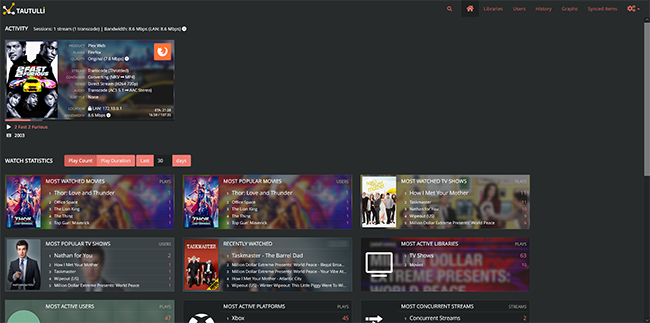 TAUTULLI
Libraries
Users
History
Graphs
Synced Items
ACTIVITY
Sessions: 1 stream (1 transcode) | Bandwidth: 8.6 Mbps (LAN: 8.6 Mbps)
2 FAST 2 FURIOUS
PRODUCT Plex Web
PLAYER Firefox
QUALITY Original (7.8 Mbps)
STREAM Transcode (Throttled)
CONTAINER Converting (MKV → MP4)
VIDEO Direct Stream (H264 720p)
AUDIO Transcode (AC3 5.1 → AAC Stereo)
SUBTITLE None
LOCATION LAN: 172.18.0.1
BANDWIDTH 8.6 Mbps
ETA: 21:28
2 Fast 2 Furious
2003
WATCH STATISTICS
Play Count
Play Duration
Last
30
days
MOST WATCHED MOVIES
PLAYS
1 Thor: Love and Thunder
2 Office Space
3 The Lion King
4 The Thing
5 Top Gun: Maverick
MOST POPULAR MOVIES
USERS
1 Thor: Love and Thunder
2 Office Space
3 The Lion King
4 The Thing
5 Top Gun: Maverick
MOST WATCHED TV SHOWS
PLAYS
1 How I Met Your Mother
2 Taskmaster
3 Nathan for You
4 Wipeout (US)
5 Million Dollar Extreme Presents: World Peace
MOST POPULAR TV SHOWS
USERS
1 Nathan for You 2
2 How I Met Your Mother
3 Taskmaster
4 Wipeout (US)
5 Million Dollar Extreme Presents: World Peace
TASKMASTER
RECENTLY WATCHED
1 Taskmaster - The Barrel Dad
2 Million Dollar Extreme Presents: World Peace
3 Million Dollar Extreme Presents: World Peace
4 How I Met Your Mother - Atlantic City
5 Wipeout (US) - Winter Wipeout: This Little Piggy Went To
MOST ACTIVE LIBRARIES
PLAYS
1 TV Shows 63
2 Movies
MOST ACTIVE USERS
PLAYS
47
MOST ACTIVE PLATFORMS
PLAYS
1 Xbox 45
MOST CONCURRENT STREAMS
STREAMS
1 Concurrent Streams 2